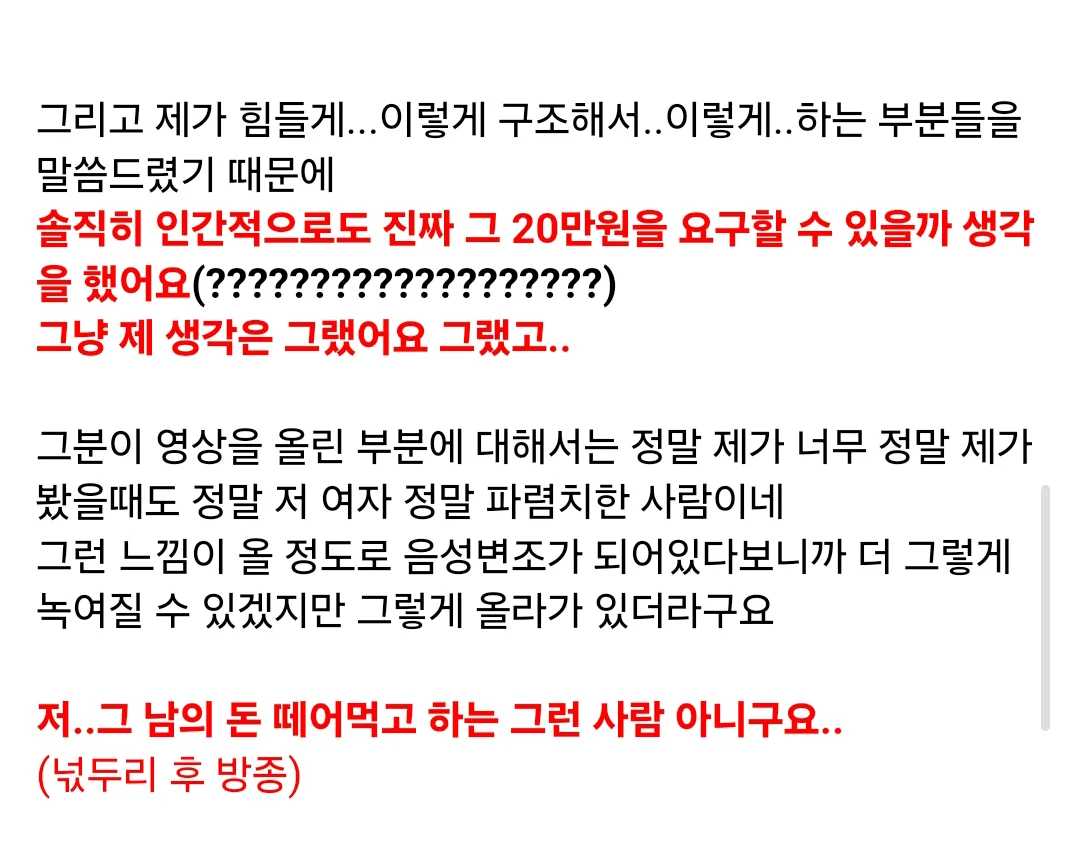 그리고 제가 힘들게...이렇게 구조해서..이렇게..하는 부분들을
말씀드렸기 때문에
솔직히 인간적으로도 진짜 그 20만원을 요구할 수 있을까 생각
을 했어요(???????????????????)
그냥 제 생각은 그랬어요 그랬고..
그분이 영상을 올린 부분에 대해서는 정말 제가 너무 정말 제가
봤을때도 정말 저 여자 정말 파렴치한 사람이네
그런 느낌이 올 정도로 음성변조가 되어있다보니까 더 그렇게
녹여질 수 있겠지만 그렇게 올라가 있더라구요
저..그 남의 돈 떼어먹고 하는 그런 사람 아니구요..
(넋두리 후 방종)